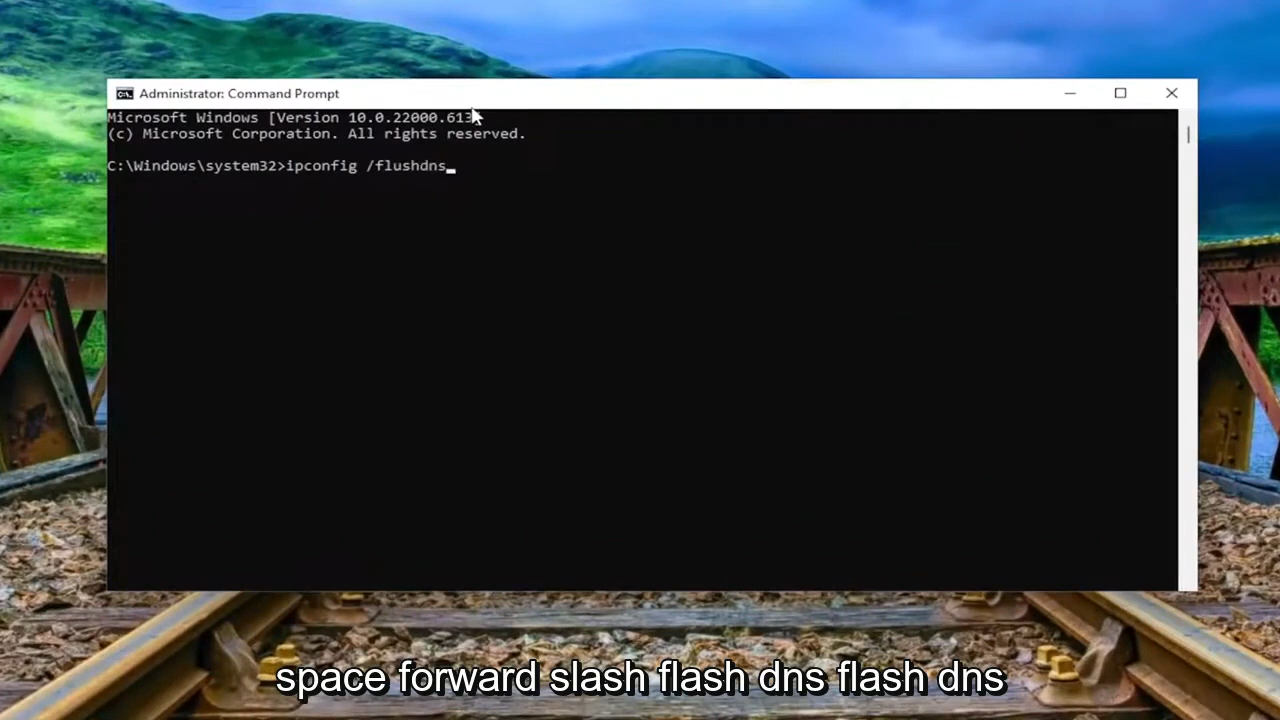 Administrator: Command Prompt
Microsoft Windows [Version 10.0.22000.613
(c) Microsoft Corporation. All rights reserved.
C:\Windows\system32>ipconfig /flushdns
space forward slash flash dns flash dns